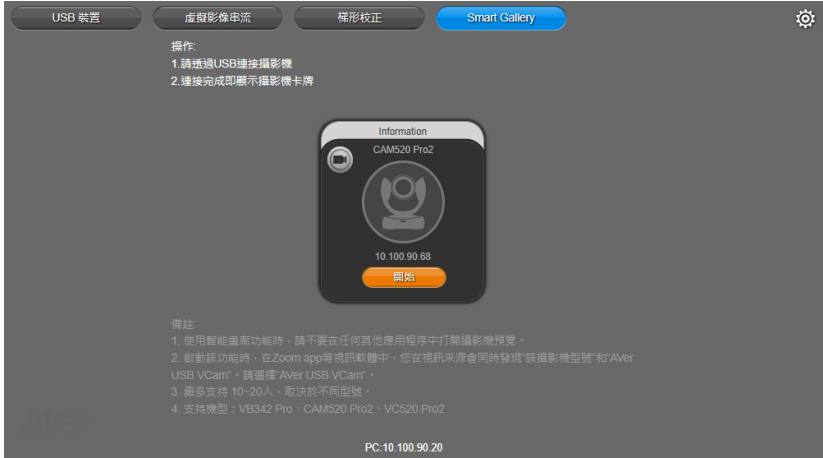 USB 裝置 虛擬影像串流 梯形校正 Smart Gallery
操作:
1.請透過USB連接攝影機
2.連接完成即顯示攝影機卡牌
Information
CAM520 Pro2
10.100.90.68
開始
備註:
1. 使用智能畫廊功能時，請不要在任何其他應用程序中打開攝影機預覽。
2. 啟動該功能時，在Zoom app等視訊軟體中，您在視訊來源會同時發現“該攝影機型號”和“AVer
USB VCam”。請選擇“AVer USB VCam”。
3. 最多支持 10~20人，取決於不同型號。
4. 支持機型：VB342 Pro、CAM520 Pro2、VC520 Pro2
PC:10.100.90.20